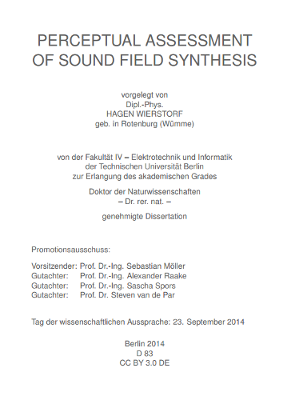 PERCEPTUAL ASSESSMENT
OF SOUND FIELD SYNTHESIS
vorgelegt von
Dipl.-Phys.
HAGEN WIERSTORF
geb. in Rotenburg (Wümme)
von der Fakultät IV – Elektrotechnik und Informatik
der Technischen Universität Berlin
zur Erlangung des akademischen Grades
Doktor der Naturwissenschaften
– Dr. rer. nat. –
genehmigte Dissertation
Promotionsausschuss:
Vorsitzender: Prof. Dr.-Ing. Sebastian Möller
Gutachter: Prof. Dr.-Ing. Alexander Raake
Gutachter: Prof. Dr.-Ing. Sascha Spors
Gutachter: Prof. Dr. Steven van de Par
Tag der wissenschaftlichen Aussprache: 23. September 2014
Berlin 2014
D 83
CC BY 3.0 DE